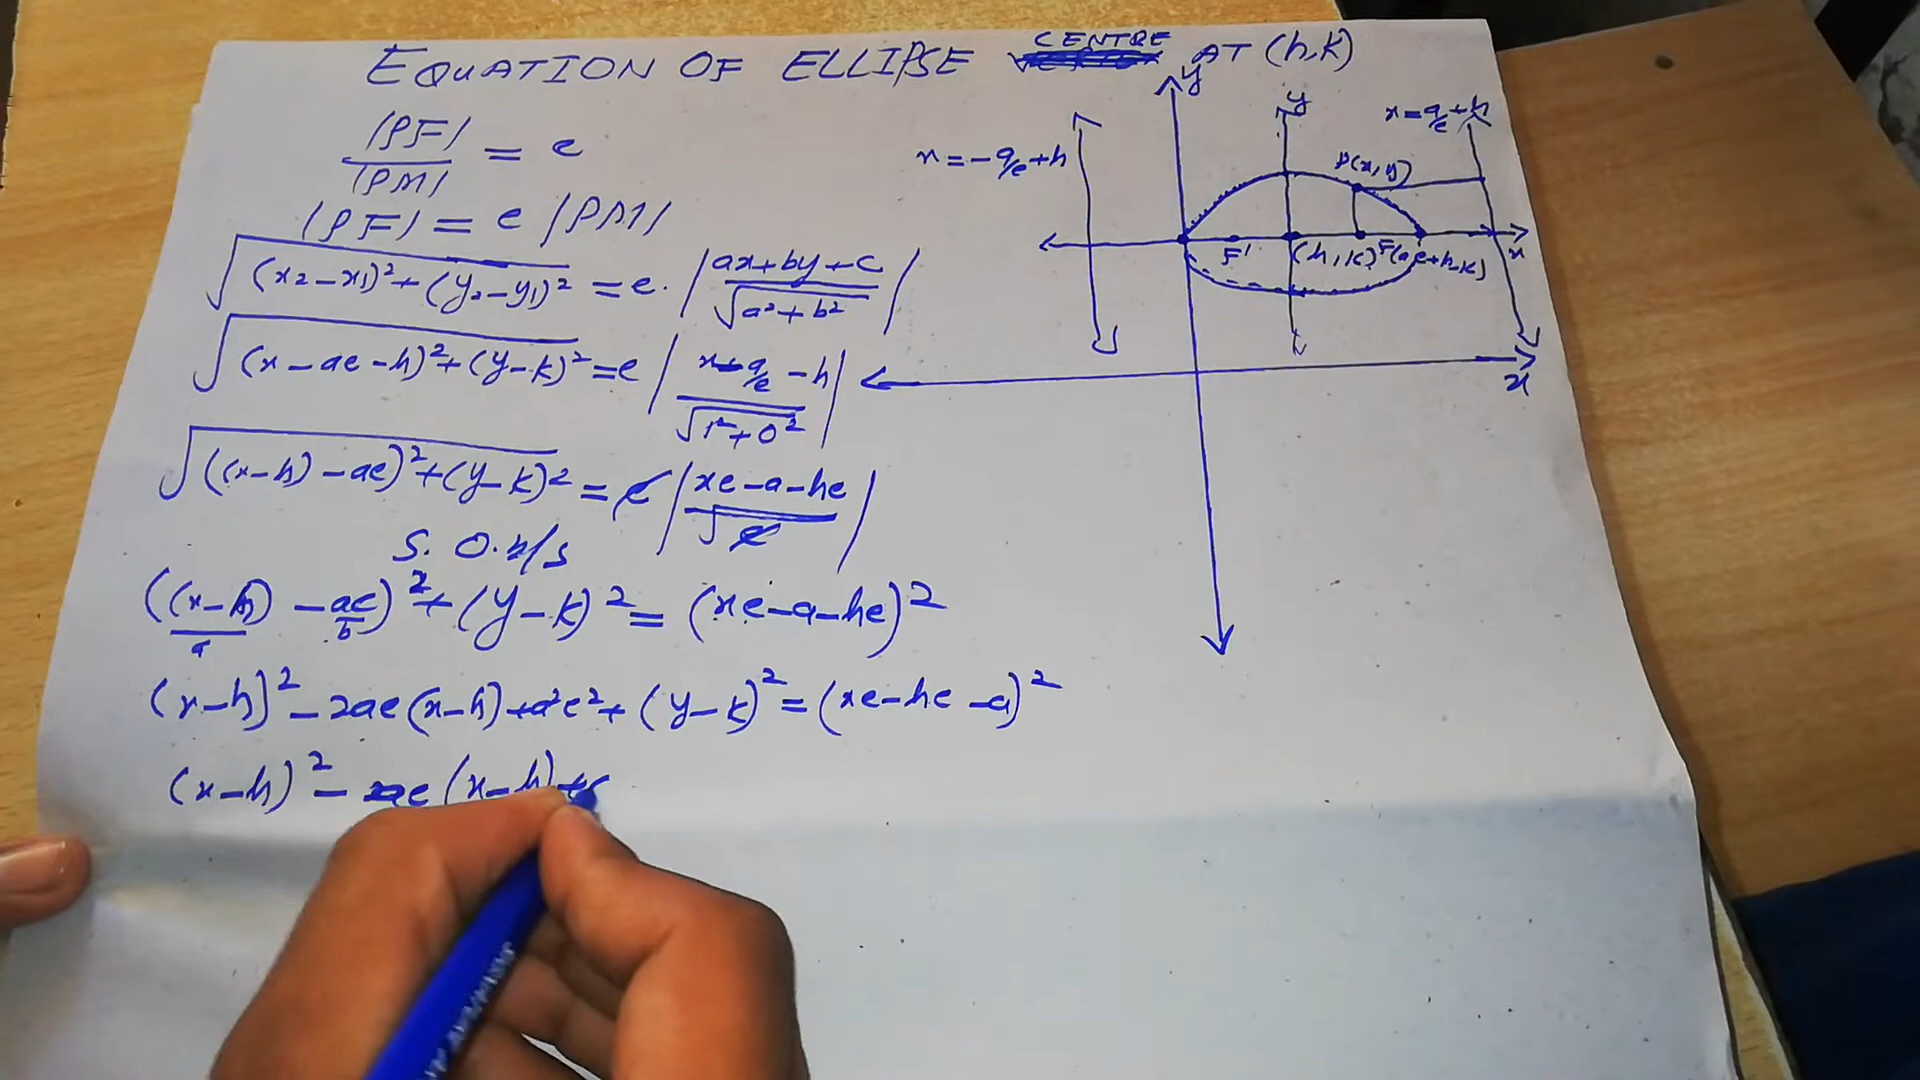 EQUATION OF ELLIPSE CENTRE AT (h,k)
|PF| / |PM| = e
|PF| = e |PM|
√((x2-x1)²+(y2-y1)²) = e. |ax+by+c / √(a²+b²)|
√((x-ae-h)²+(y-k)²) = e |x-a/e-h / √(1²+0²)|
√(((x-h)-ae)²+(y-k)²) = e |xe-a-he / √e|
S. O. b/s
((x-h) - ae)² + (y-k)² = (xe-a-he)²
a b
(x-h)² - 2ae(x-h) + a²e² + (y-k)² = (xe-he-a)²
(x-h)² - 2ae(x-h) +
y
y
x = a/e + h
x = -a/e + h
P(x,y)
F' (h,k) F(ae+h,k) x
x